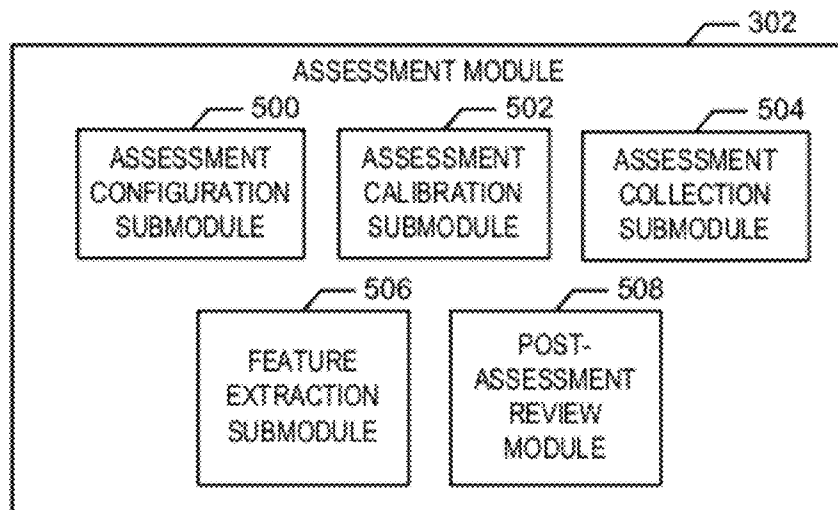 302
ASSESSMENT MODULE
500
ASSESSMENT
CONFIGURATION
SUBMODULE
502
ASSESSMENT
CALIBRATION
SUBMODULE
504
ASSESSMENT
COLLECTION
SUBMODULE
506
FEATURE
EXTRACTION
SUBMODULE
508
POST-
ASSESSMENT
REVIEW
MODULE